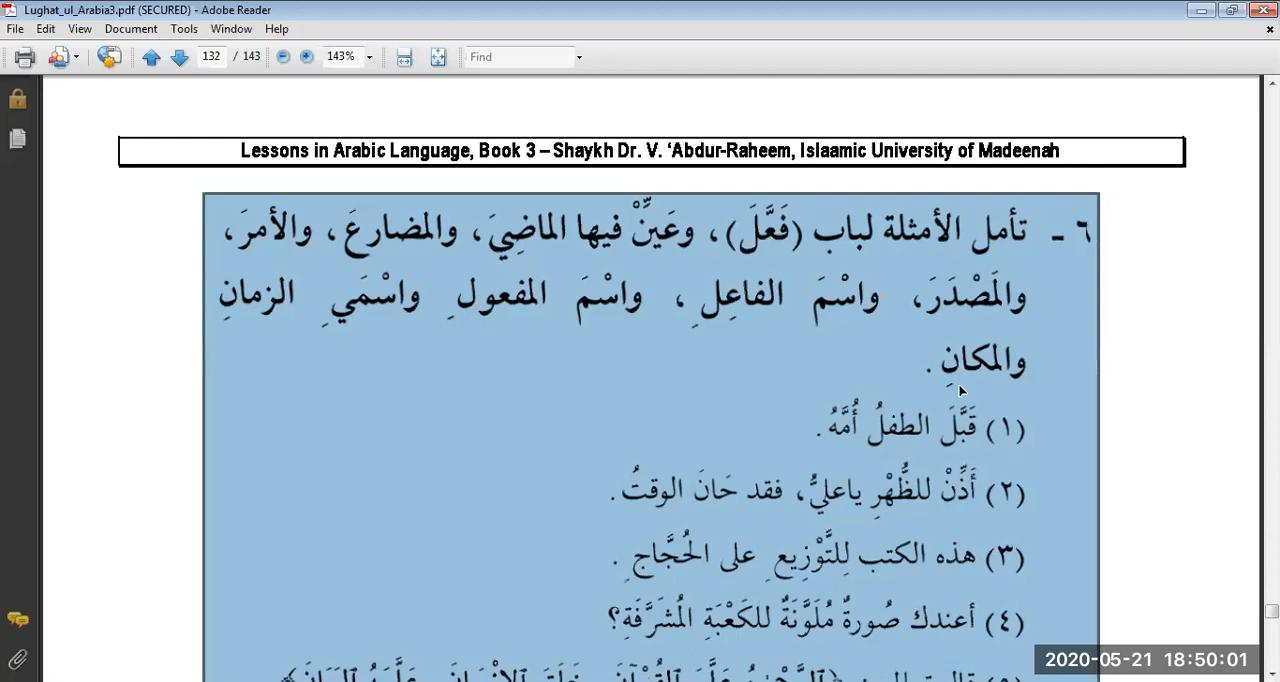 Lughat_ul_Arabia3.pdf (SECURED) - Adobe Reader
File Edit View Document Tools Window Help
132 / 143 143% Find
Lessons in Arabic Language, Book 3 – Shaykh Dr. V. ‘Abdur-Raheem, Islaamic University of Madeenah
٦ ـ تأمل الأمثلة لباب (فَعَّلَ)، وعَيِّنْ فيها الماضِيَ، والمضارعَ، والأمرَ،
والمَصْدَرَ، واسْمَ الفاعِلِ، واسْمَ المفعولِ واسْمَيِ الزمانِ
والمكانِ.
(١) قَبَّلَ الطفلُ أُمَّهُ.
(٢) أَذِّنْ للظُّهْرِ ياعليُّ، فقد حَانَ الوقتُ.
(٣) هذه الكتب لِلتَّوْزِيعِ على الحُجَّاجِ.
(٤) أعندك صُورةٌ مُلَوَّنَةٌ للكَعْبَةِ المُشَرَّفَةِ؟
2020-05-21 18:50:01